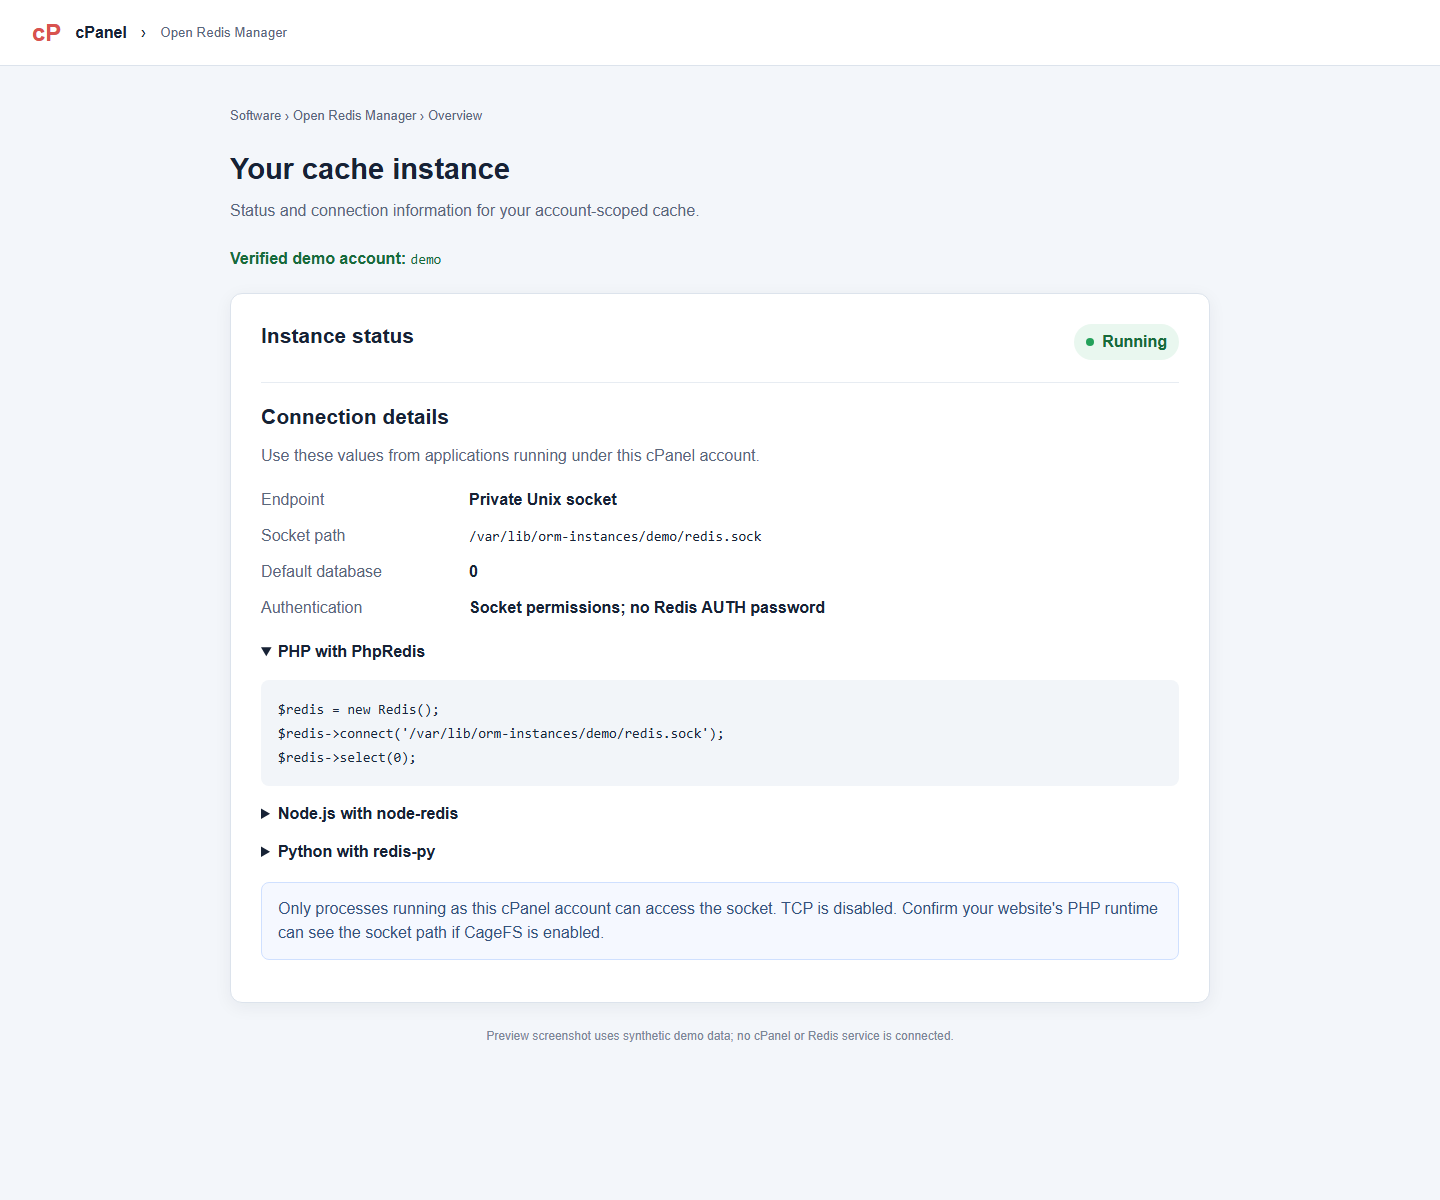 cP cPanel › Open Redis Manager
Software › Open Redis Manager › Overview
Your cache instance
Status and connection information for your account-scoped cache.
Verified demo account: demo
Instance status
Running
Connection details
Use these values from applications running under this cPanel account.
Endpoint Private Unix socket
Socket path /var/lib/orm-instances/demo/redis.sock
Default database 0
Authentication Socket permissions; no Redis AUTH password
PHP with PhpRedis
$redis = new Redis();
$redis->connect('/var/lib/orm-instances/demo/redis.sock');
$redis->select(0);
Node.js with node-redis
Python with redis-py
Only processes running as this cPanel account can access the socket. TCP is disabled. Confirm your website's PHP runtime
can see the socket path if CageFS is enabled.
Preview screenshot uses synthetic demo data; no cPanel or Redis service is connected.